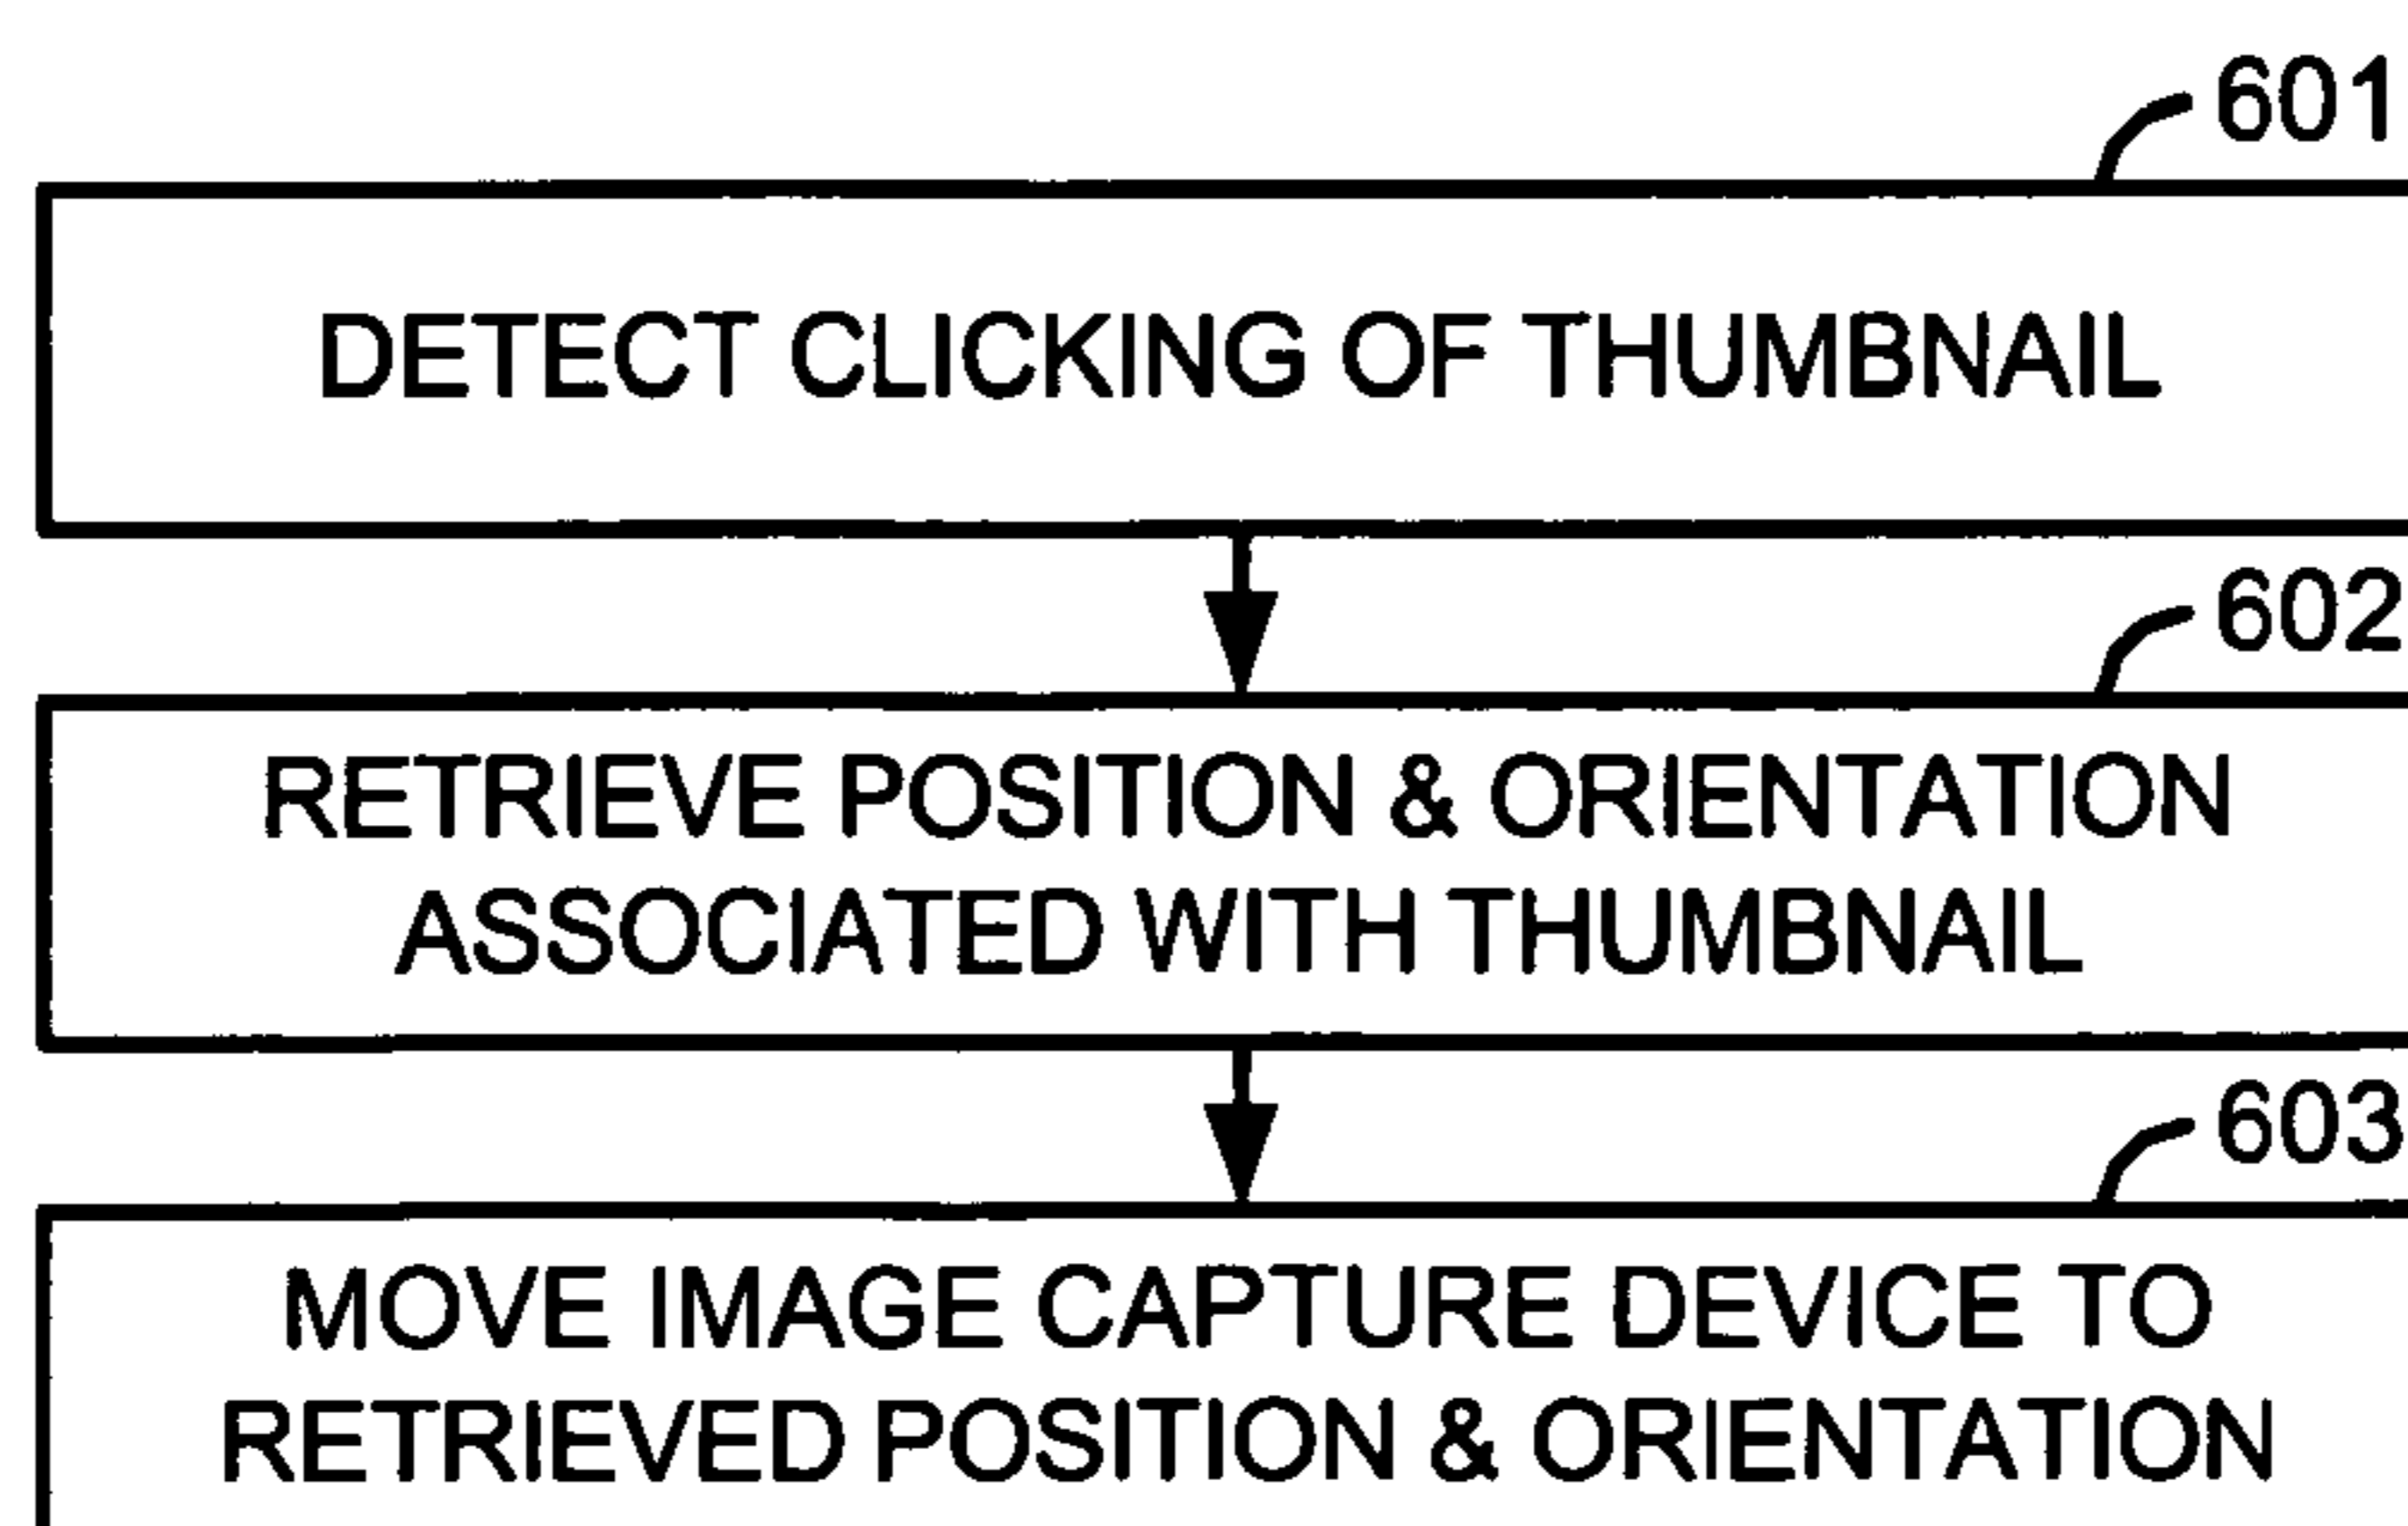 601
DETECT CLICKING OF THUMBNAIL
602
RETRIEVE POSITION & ORIENTATION
ASSOCIATED WITH THUMBNAIL
603
MOVE IMAGE CAPTURE DEVICE TO
RETRIEVED POSITION & ORIENTATION